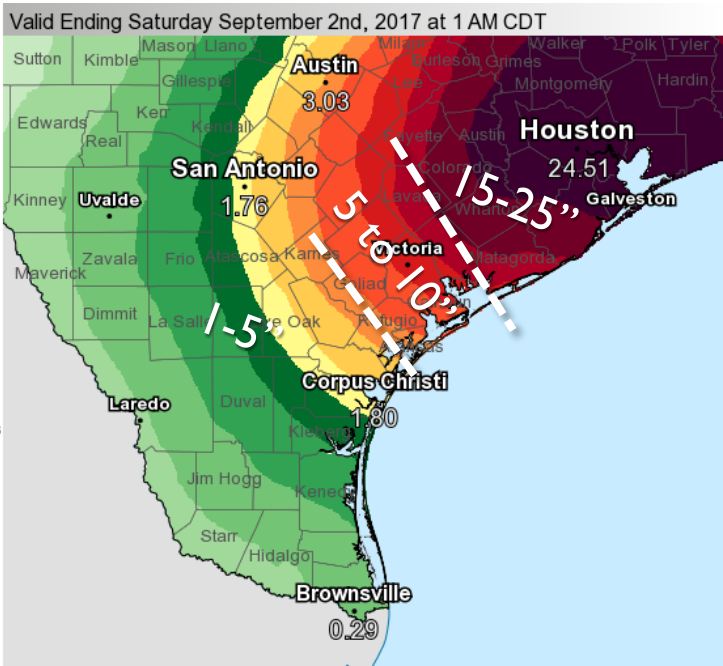 Valid Ending Saturday September 2nd, 2017 at 1 AM CDT
Mason Llano
Milam
Walker
Polk Tyler
Sutton
Kimble
Austin
Burleson Grimes
Gillespie
Lee
Montgomery
Hardin
3.03
Edwards
Kerr
Kendall
Fayette
Austin
Houston
Real
24.51
San Antonio
Colorado
15-25”
Kinney
Uvalde
1.76
Lavaca
Wharton
Galveston
5 to 10”
Victoria
Maverick
Zavala
Frio
Atascosa
Karnes
Matagorda
Goliad
Dimmit
La Salle
1-5”
Live Oak
Refugio
Aransas
Corpus Christi
Laredo
Duval
1.80
Kleberg
Jim Hogg
Kenedy
Starr
Hidalgo
Brownsville
0.29